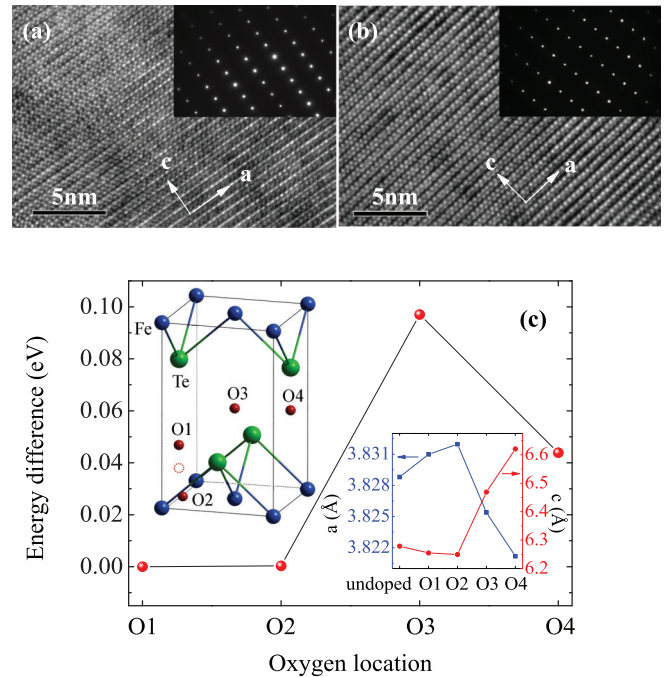 (a)
c
a
5nm
(b)
c
a
5nm
(c)
Energy difference (eV)
0.10
0.08
0.06
0.04
0.02
0.00
Fe
Te
O3
O4
O1
O2
a (Å)
3.831
3.828
3.825
3.822
6.6
6.5
6.4
6.3
6.2
c (Å)
undoped O1 O2 O3 O4
O1 O2 O3 O4
Oxygen location